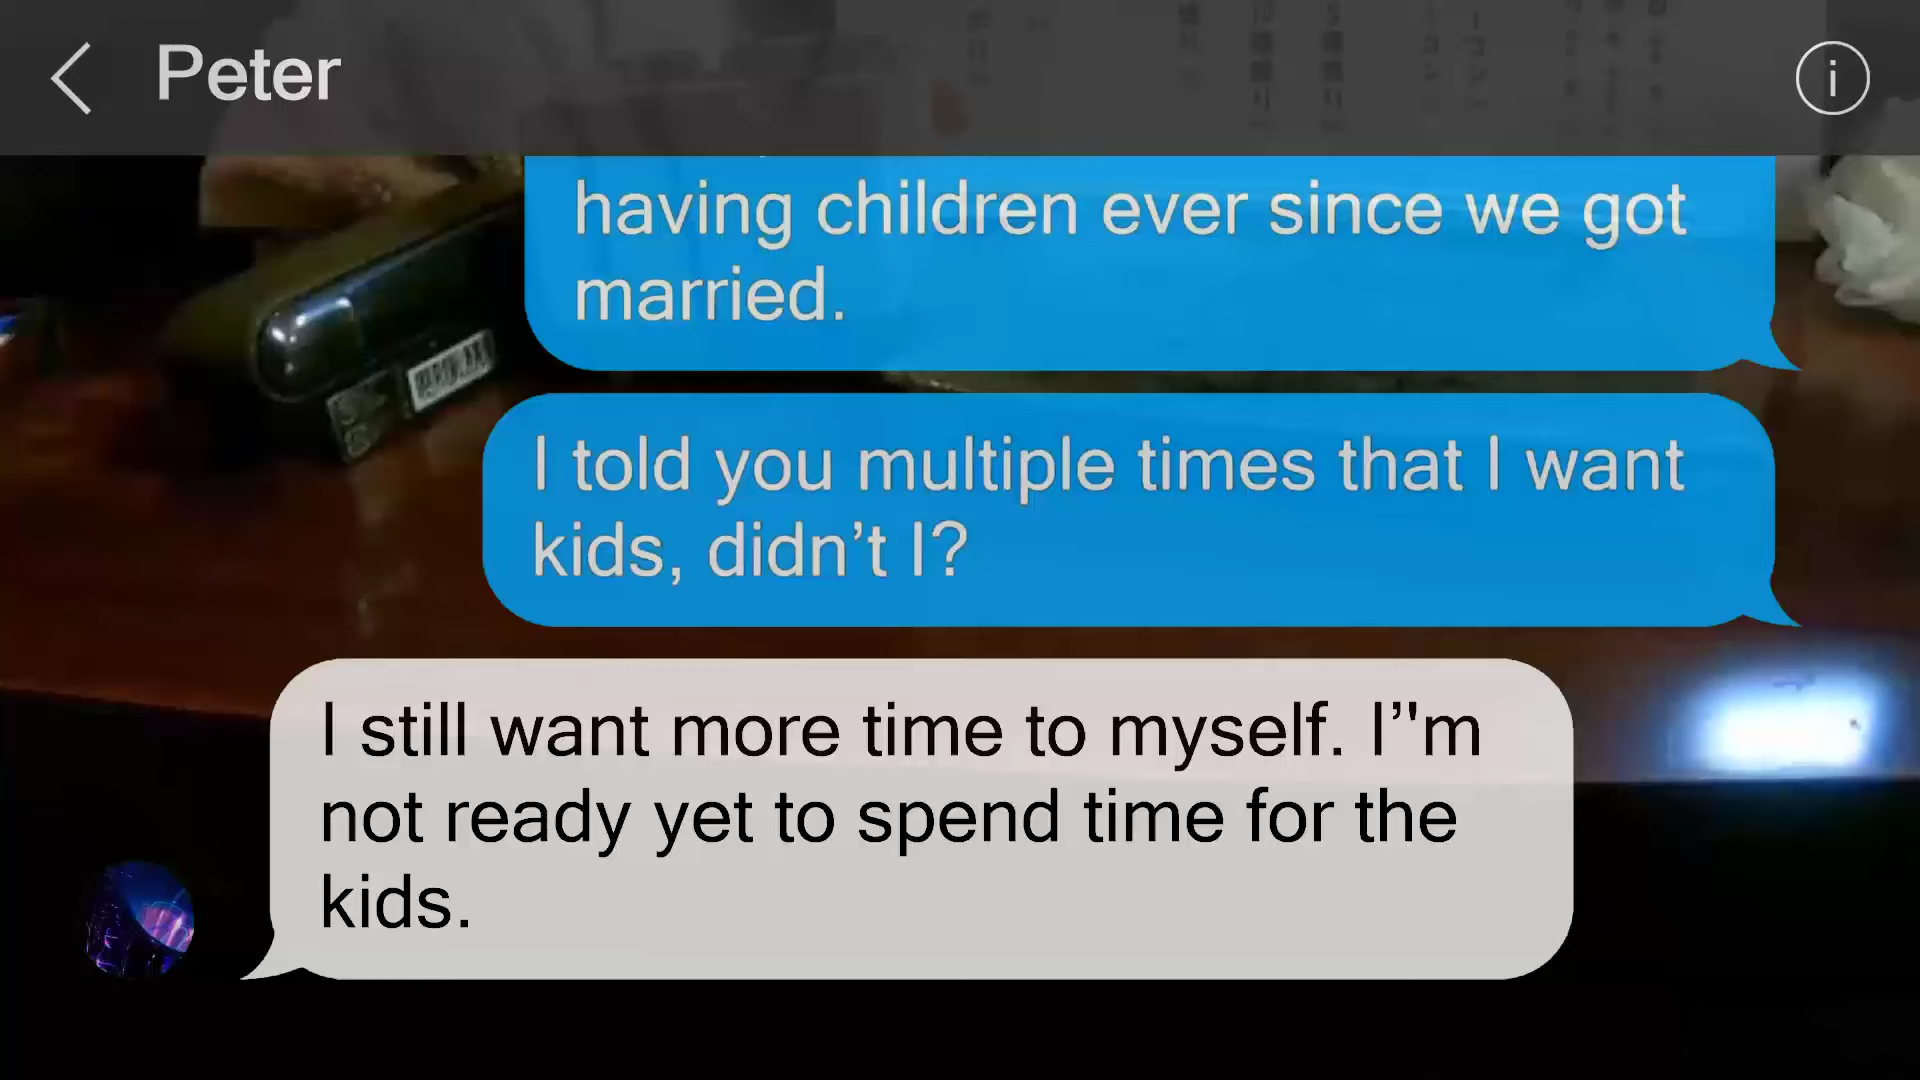 Peter
having children ever since we got
married.
I told you multiple times that I want
kids, didn’t I?
I still want more time to myself. I’"m
not ready yet to spend time for the
kids.